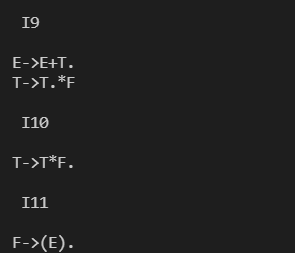 I9
E->E+T.
T->T.*F
I10
T->T*F.
I11
F->(E).